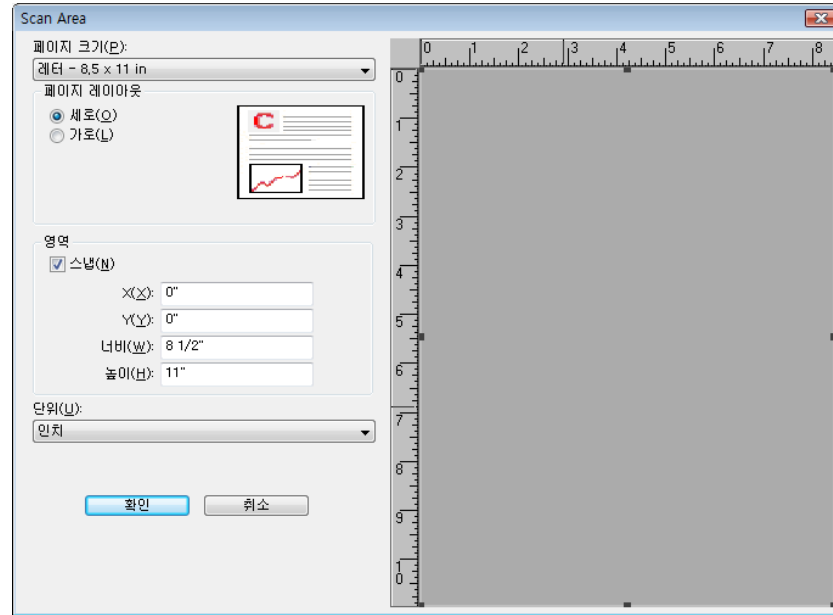 Scan Area
페이지 크기(P):
레터 - 8,5 x 11 in
페이지 레이아웃
세로(O)
가로(L)
C
영역
스냅(N)
X(X): 0"
Y(Y): 0"
너비(W): 8 1/2"
높이(H): 11"
단위(U):
인치
확인 취소
0 1 2 3 4 5 6 7 8
0
1
2
3
4
5
6
7
8
9
10